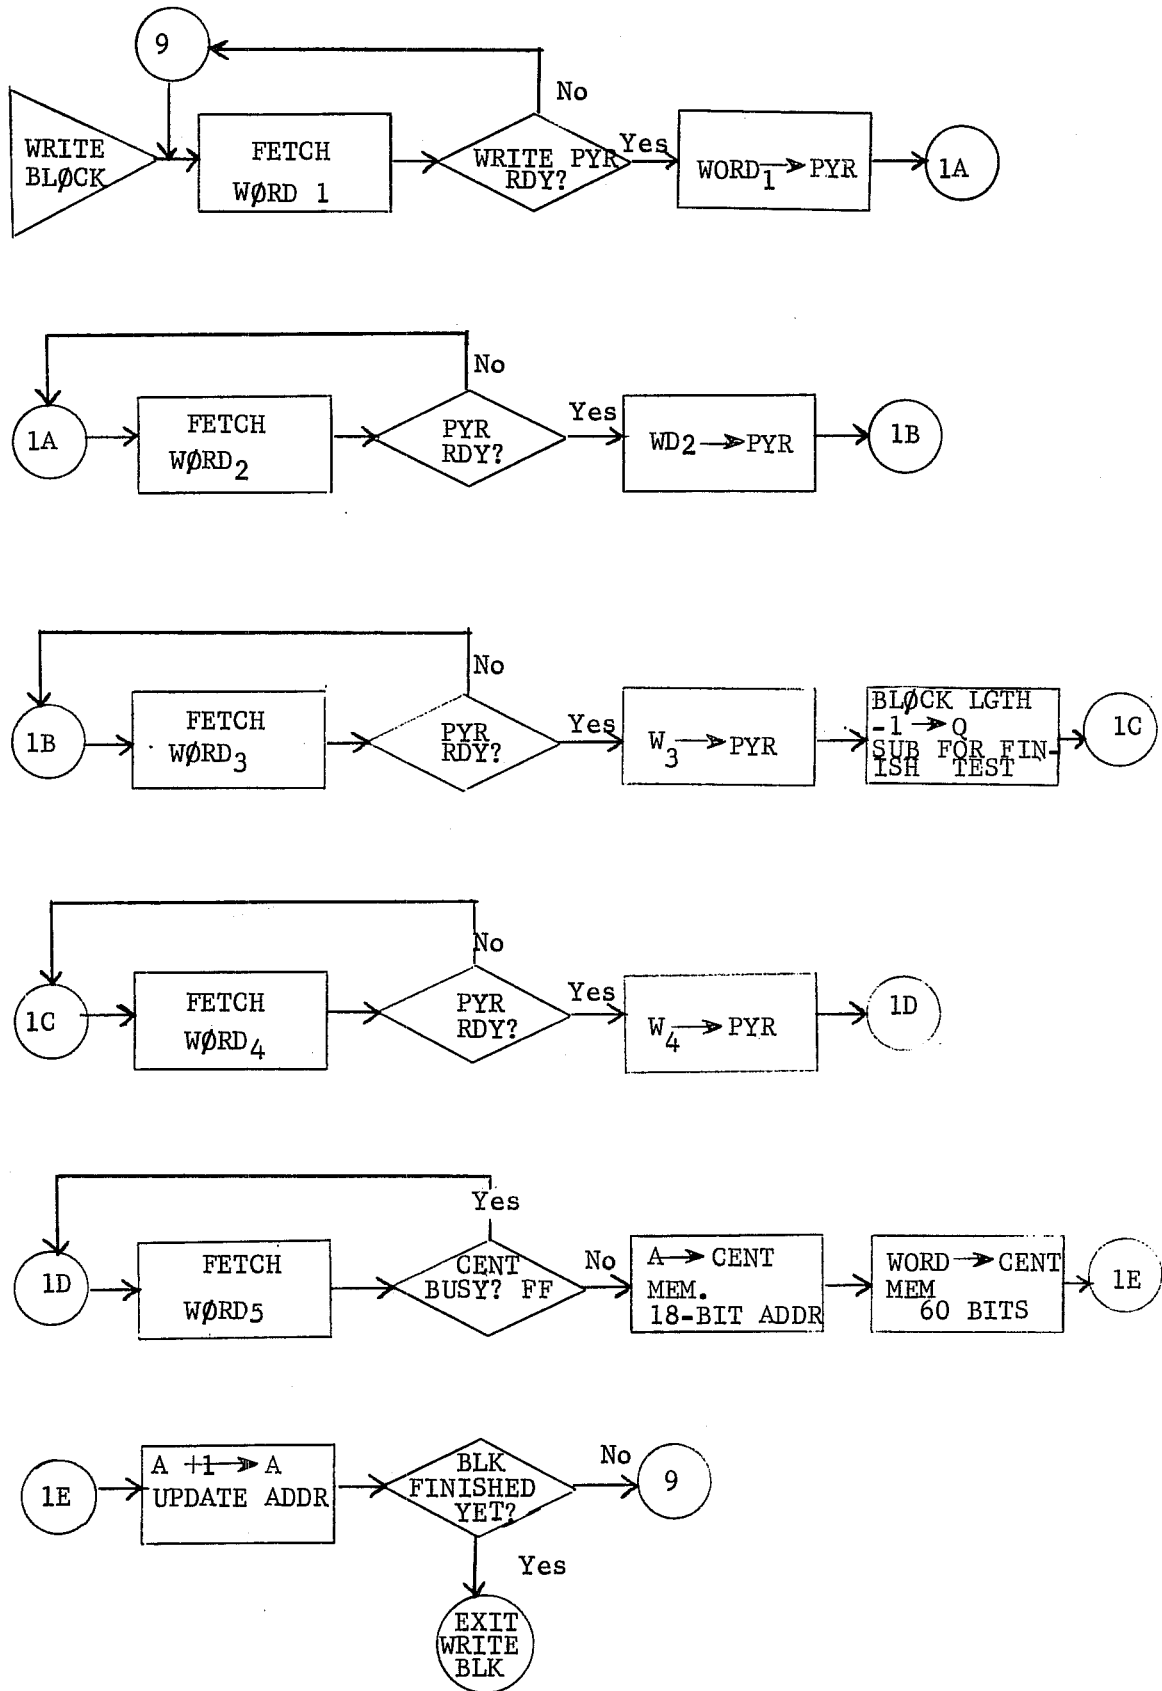 9
No
WRITE
BLØCK
FETCH
WØRD 1
WRITE PYR
RDY?
Yes
WORD1 → PYR
1A
No
1A
FETCH
WØRD2
PYR
RDY?
Yes
WD2 → PYR
1B
No
1B
FETCH
WØRD3
PYR
RDY?
Yes
W3 → PYR
BLØCK LGTH
-1 → Q
SUB FOR FIN-
ISH TEST
1C
No
1C
FETCH
WØRD4
PYR
RDY?
Yes
W4 → PYR
1D
Yes
1D
FETCH
WØRD5
CENT
BUSY? FF
No
A → CENT
MEM.
18-BIT ADDR
WORD → CENT
MEM
60 BITS
1E
1E
A +1 → A
UPDATE ADDR
BLK
FINISHED
YET?
No
9
Yes
EXIT
WRITE
BLK